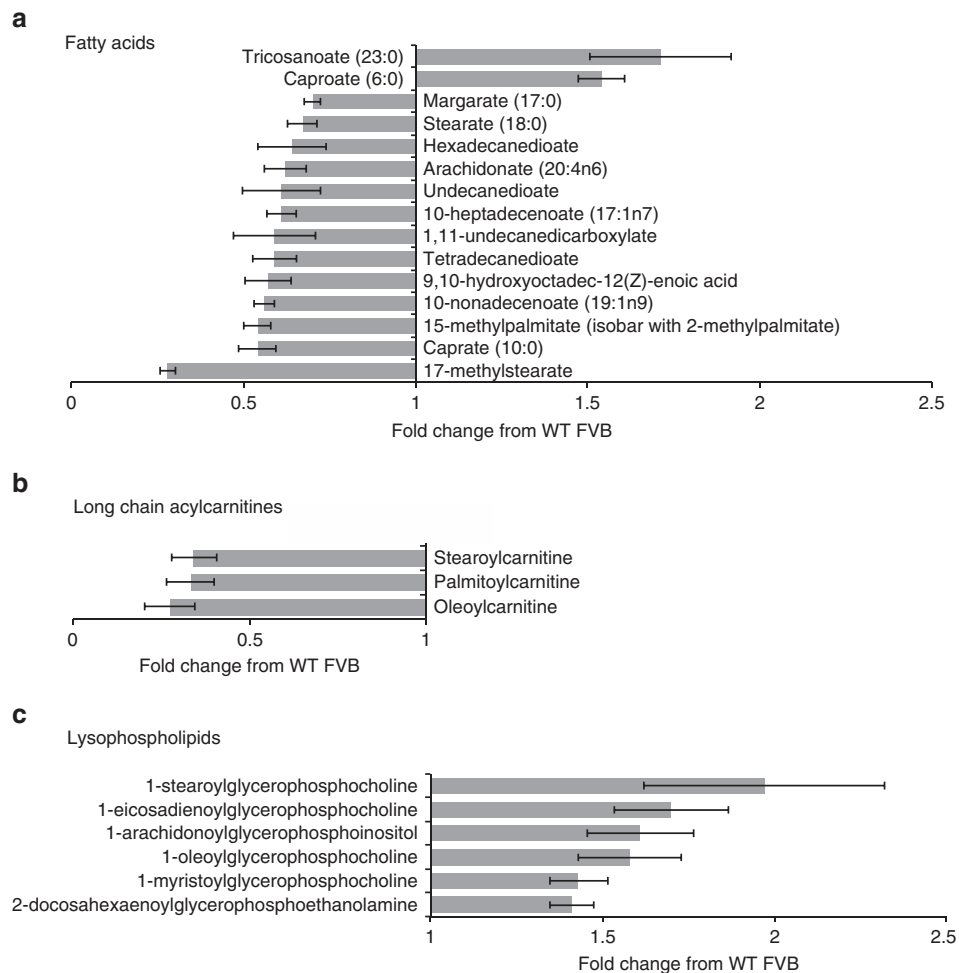 a
Fatty acids
Tricosanoate (23:0)
Caproate (6:0)
Margarate (17:0)
Stearate (18:0)
Hexadecanedioate
Arachidonate (20:4n6)
Undecanedioate
10-heptadecenoate (17:1n7)
1,11-undecanedicarboxylate
Tetradecanedioate
9,10-hydroxyoctadec-12(Z)-enoic acid
10-nonadecenoate (19:1n9)
15-methylpalmitate (isobar with 2-methylpalmitate)
Caprate (10:0)
17-methylstearate
0 0.5 1 1.5 2 2.5
Fold change from WT FVB
b
Long chain acylcarnitines
Stearoylcarnitine
Palmitoylcarnitine
Oleoylcarnitine
0 0.5 1
Fold change from WT FVB
c
Lysophospholipids
1-stearoylglycerophosphocholine
1-eicosadienoylglycerophosphocholine
1-arachidonoylglycerophosphoinositol
1-oleoylglycerophosphocholine
1-myristoylglycerophosphocholine
2-docosahexaenoylglycerophosphoethanolamine
1 1.5 2 2.5
Fold change from WT FVB